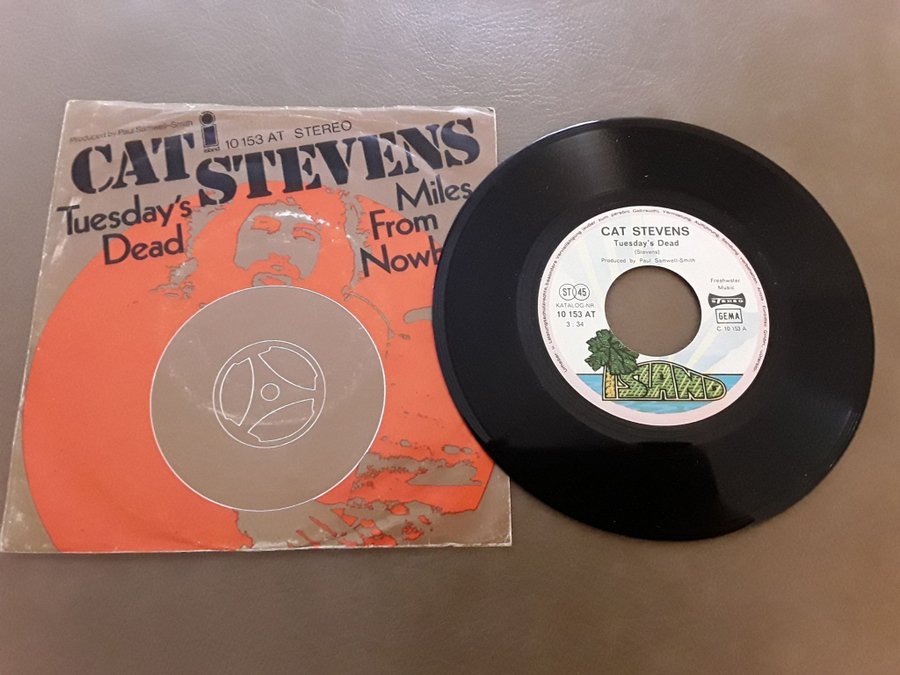 Produced by Paul Samwell-Smith
i
island
10 153 AT STEREO
CAT STEVENS
Tuesday's
Dead
Miles
From
Nowh
CAT STEVENS
Tuesday's Dead
(Stevens)
Produced by Paul Samwell-Smith
ST 45
KATALOG-NR.
10 153 AT
3:34
Freshwater
Music
STEREO
GEMA
C 10 153 A
ISLAND